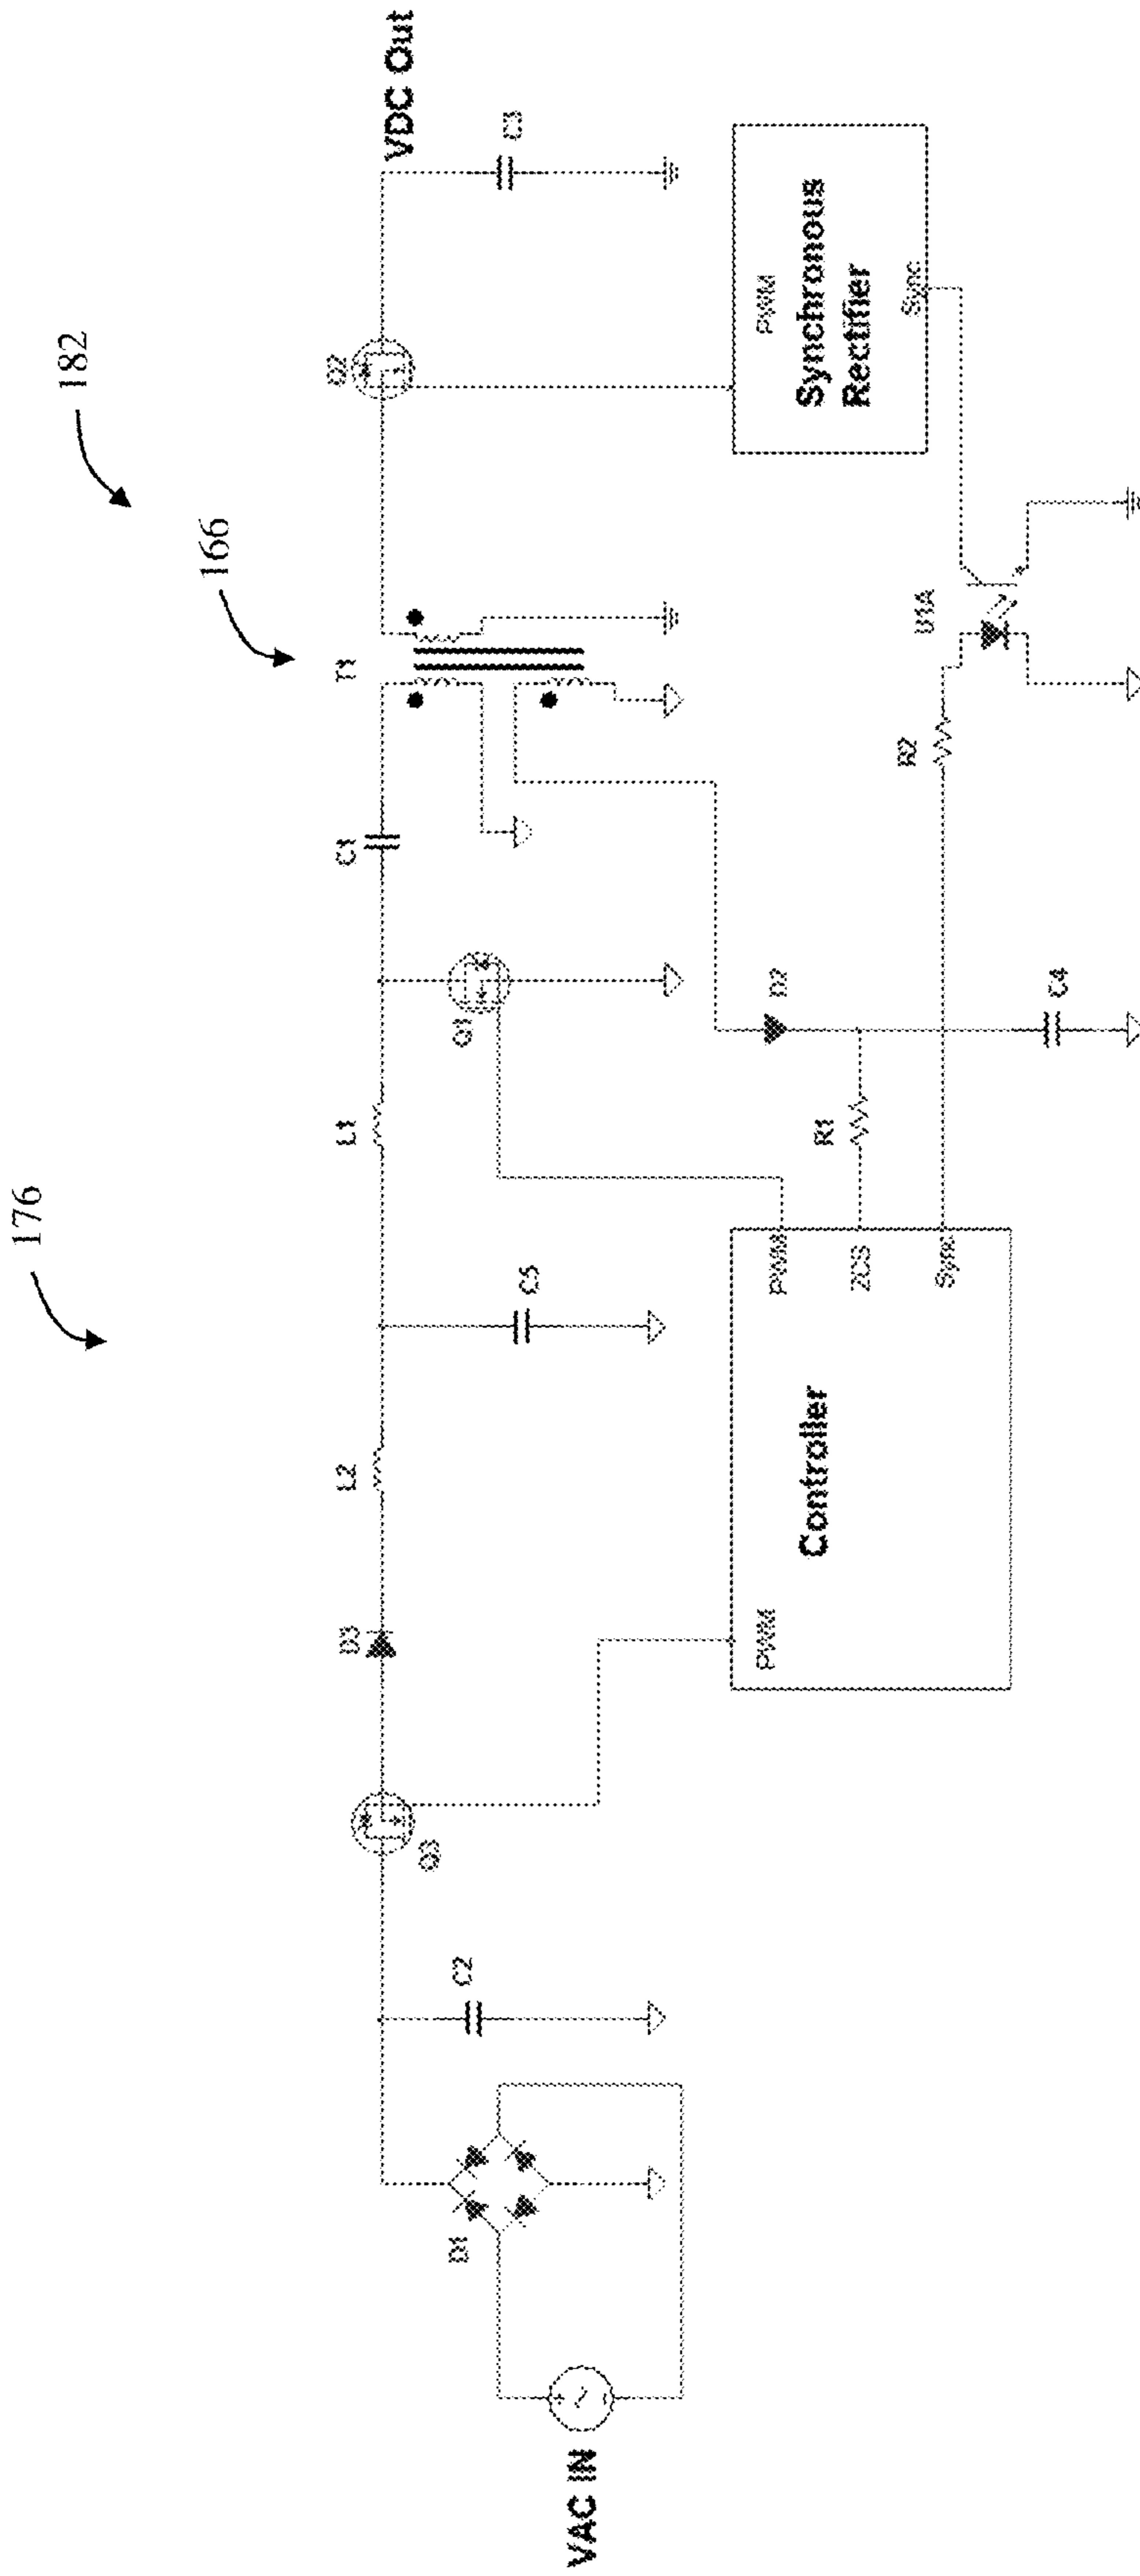 176
182
166
VAC IN
D1
C2
Q3
D3
L2
C5
L1
Q1
C1
T1
Q2
VDC Out
C3
PWM
Controller
PWM
ZCS
Sync
R1
D2
C4
R2
U1A
PWM
Synchronous
Rectifier
Sync